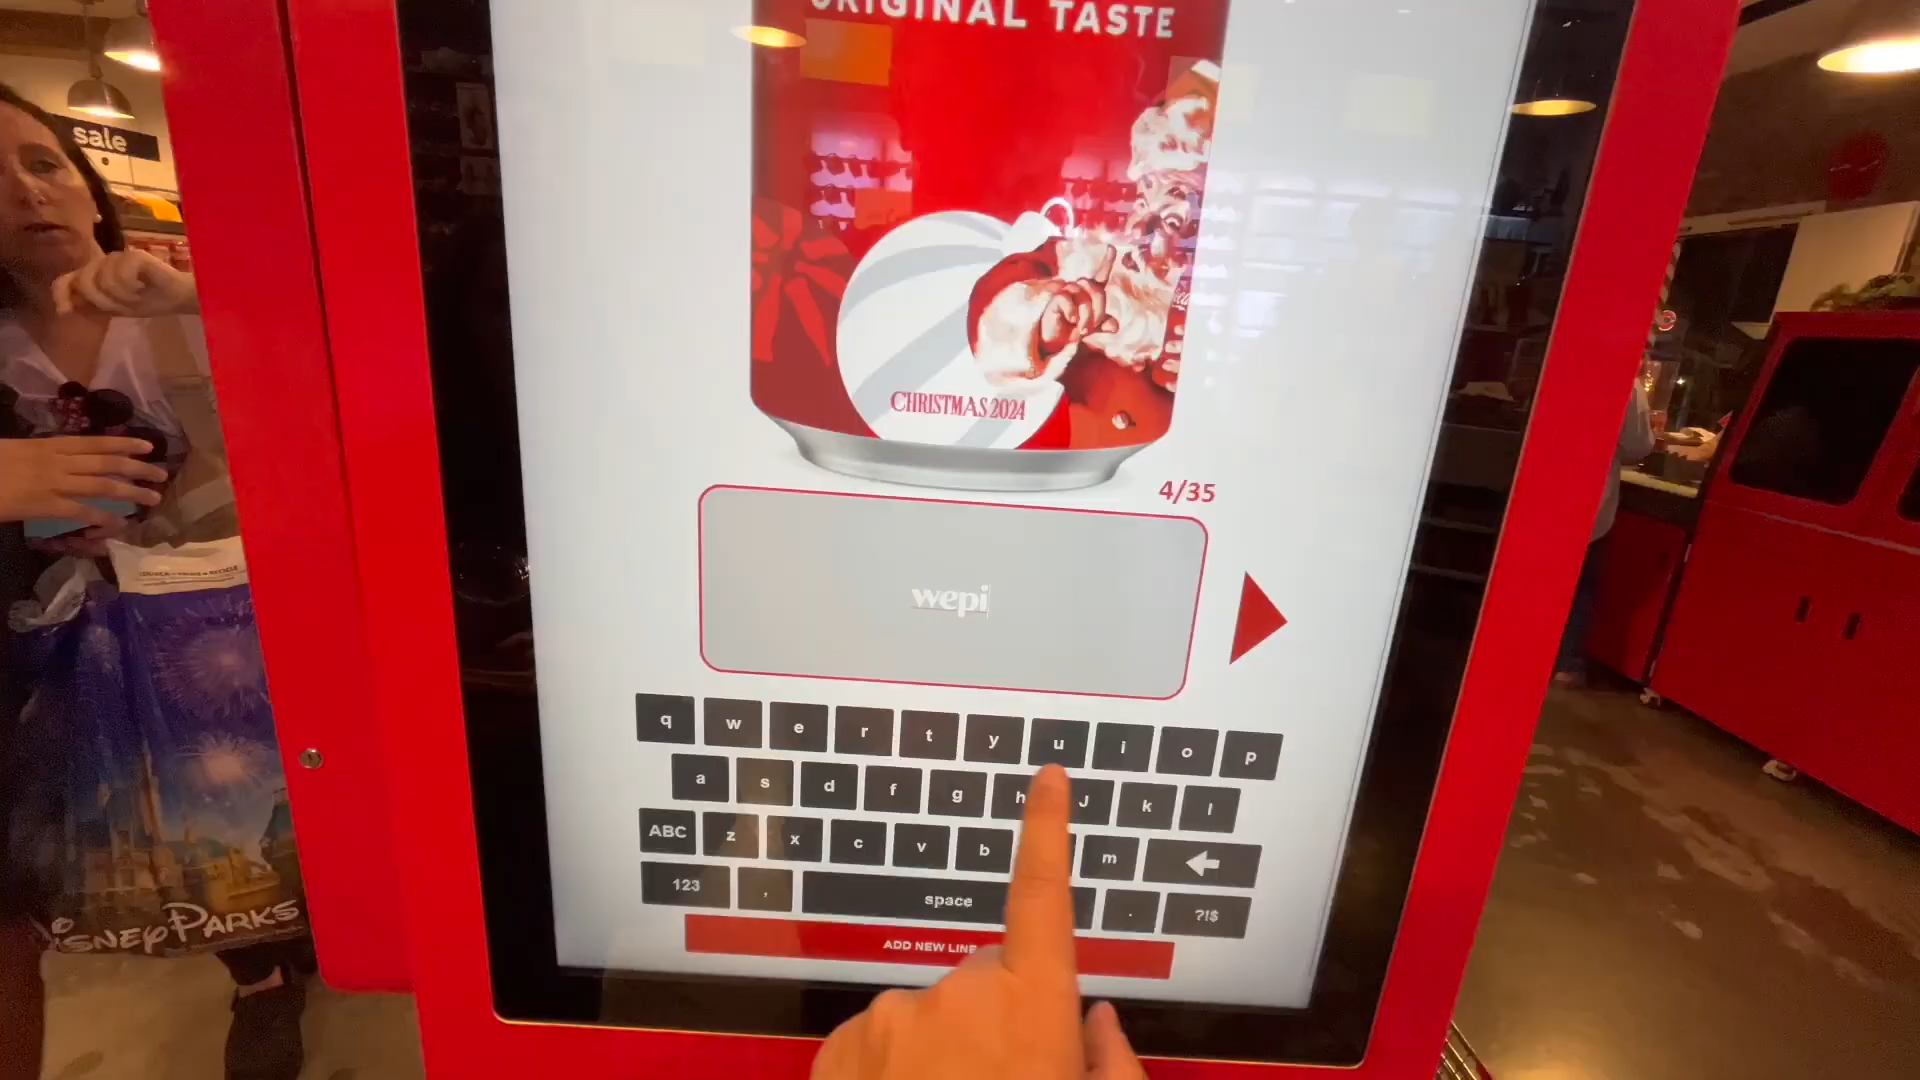 ORIGINAL TASTE
sale
CHRISTMAS 2024
4/35
wepi
q w e r t y u i o p
a s d f g h J k l
ABC z x c v b m
123 , space . ?!$
ADD NEW LINE
DISNEY PARKS